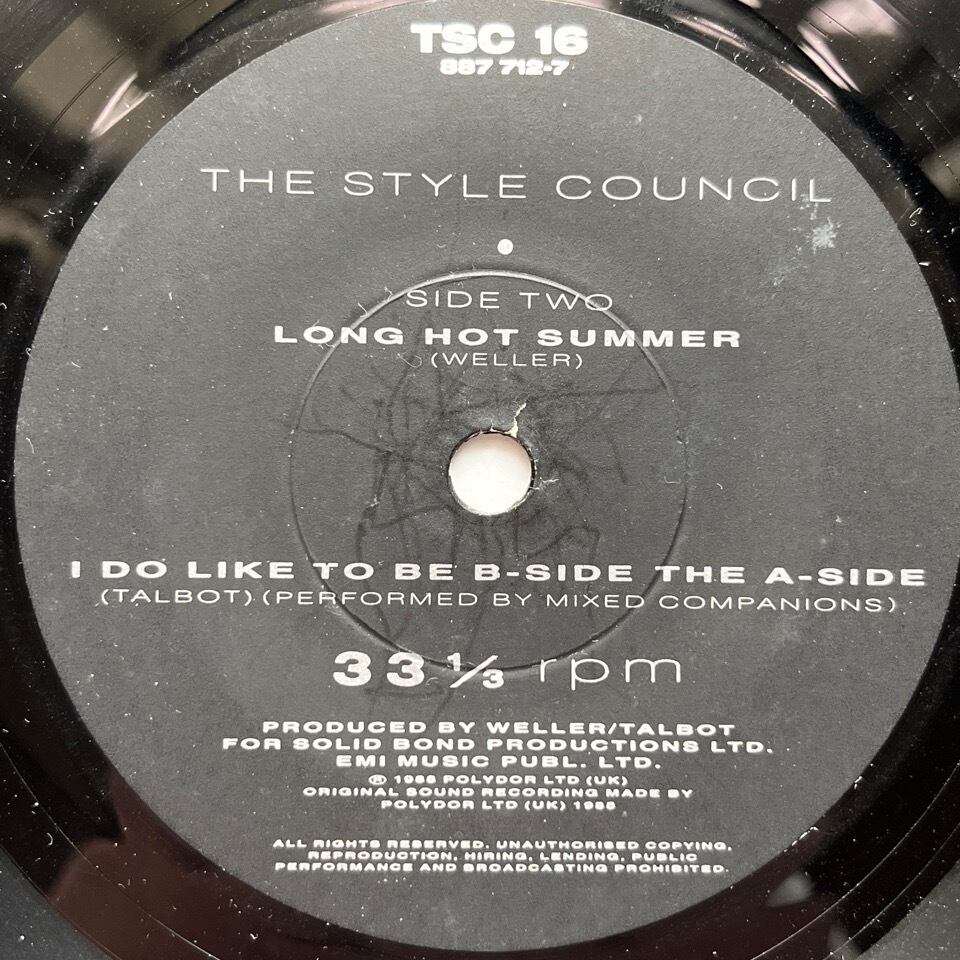 TSC 16
887 712-7
THE STYLE COUNCIL
SIDE TWO
LONG HOT SUMMER
(WELLER)
I DO LIKE TO BE B-SIDE THE A-SIDE
(TALBOT) (PERFORMED BY MIXED COMPANIONS)
33 ⅓ rpm
PRODUCED BY WELLER/TALBOT
FOR SOLID BOND PRODUCTIONS LTD.
EMI MUSIC PUBL. LTD.
℗ 1988 POLYDOR LTD (UK)
ORIGINAL SOUND RECORDING MADE BY
POLYDOR LTD (UK) 1988
ALL RIGHTS RESERVED. UNAUTHORISED COPYING,
REPRODUCTION, HIRING, LENDING, PUBLIC
PERFORMANCE AND BROADCASTING PROHIBITED.